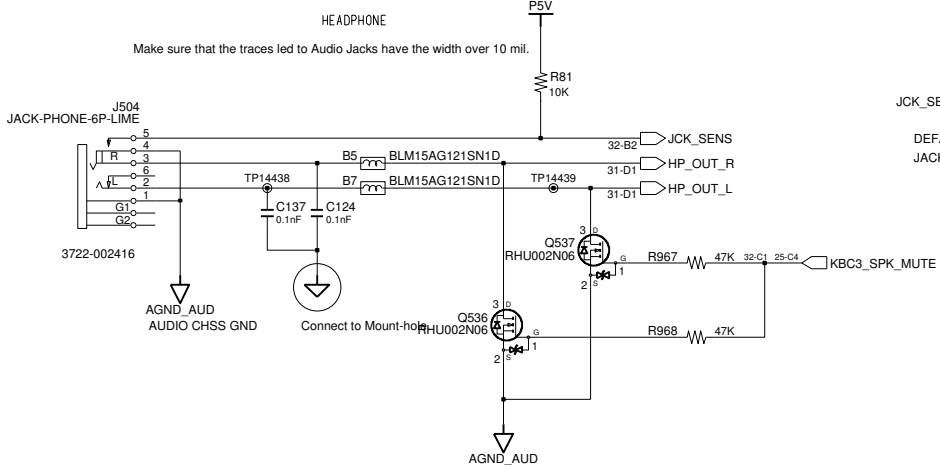 P5V
HEADPHONE
Make sure that the traces led to Audio Jacks have the width over 10 mil.
R81
10K
JCK_SE
J504
JACK-PHONE-6P-LIME
5
JCK_SENS
32-B2
DEFA
4
R
3
B5
BLM15AG121SN1D
HP_OUT_R
31-D1
JACK
6
TP14438
B7
BLM15AG121SN1D
TP14439
L
2
HP_OUT_L
31-D1
1
C137
0.1nF
C124
0.1nF
G1
G2
3722-002416
3
D
Q537
RHU002N06
G
1
2
S
R967
47K
32-C1
25-C4
KBC3_SPK_MUTE
AGND_AUD
AUDIO CHSS GND
Connect to Mount-hole
3
D
Q536
RHU002N06
G
1
2
S
R968
47K
AGND_AUD